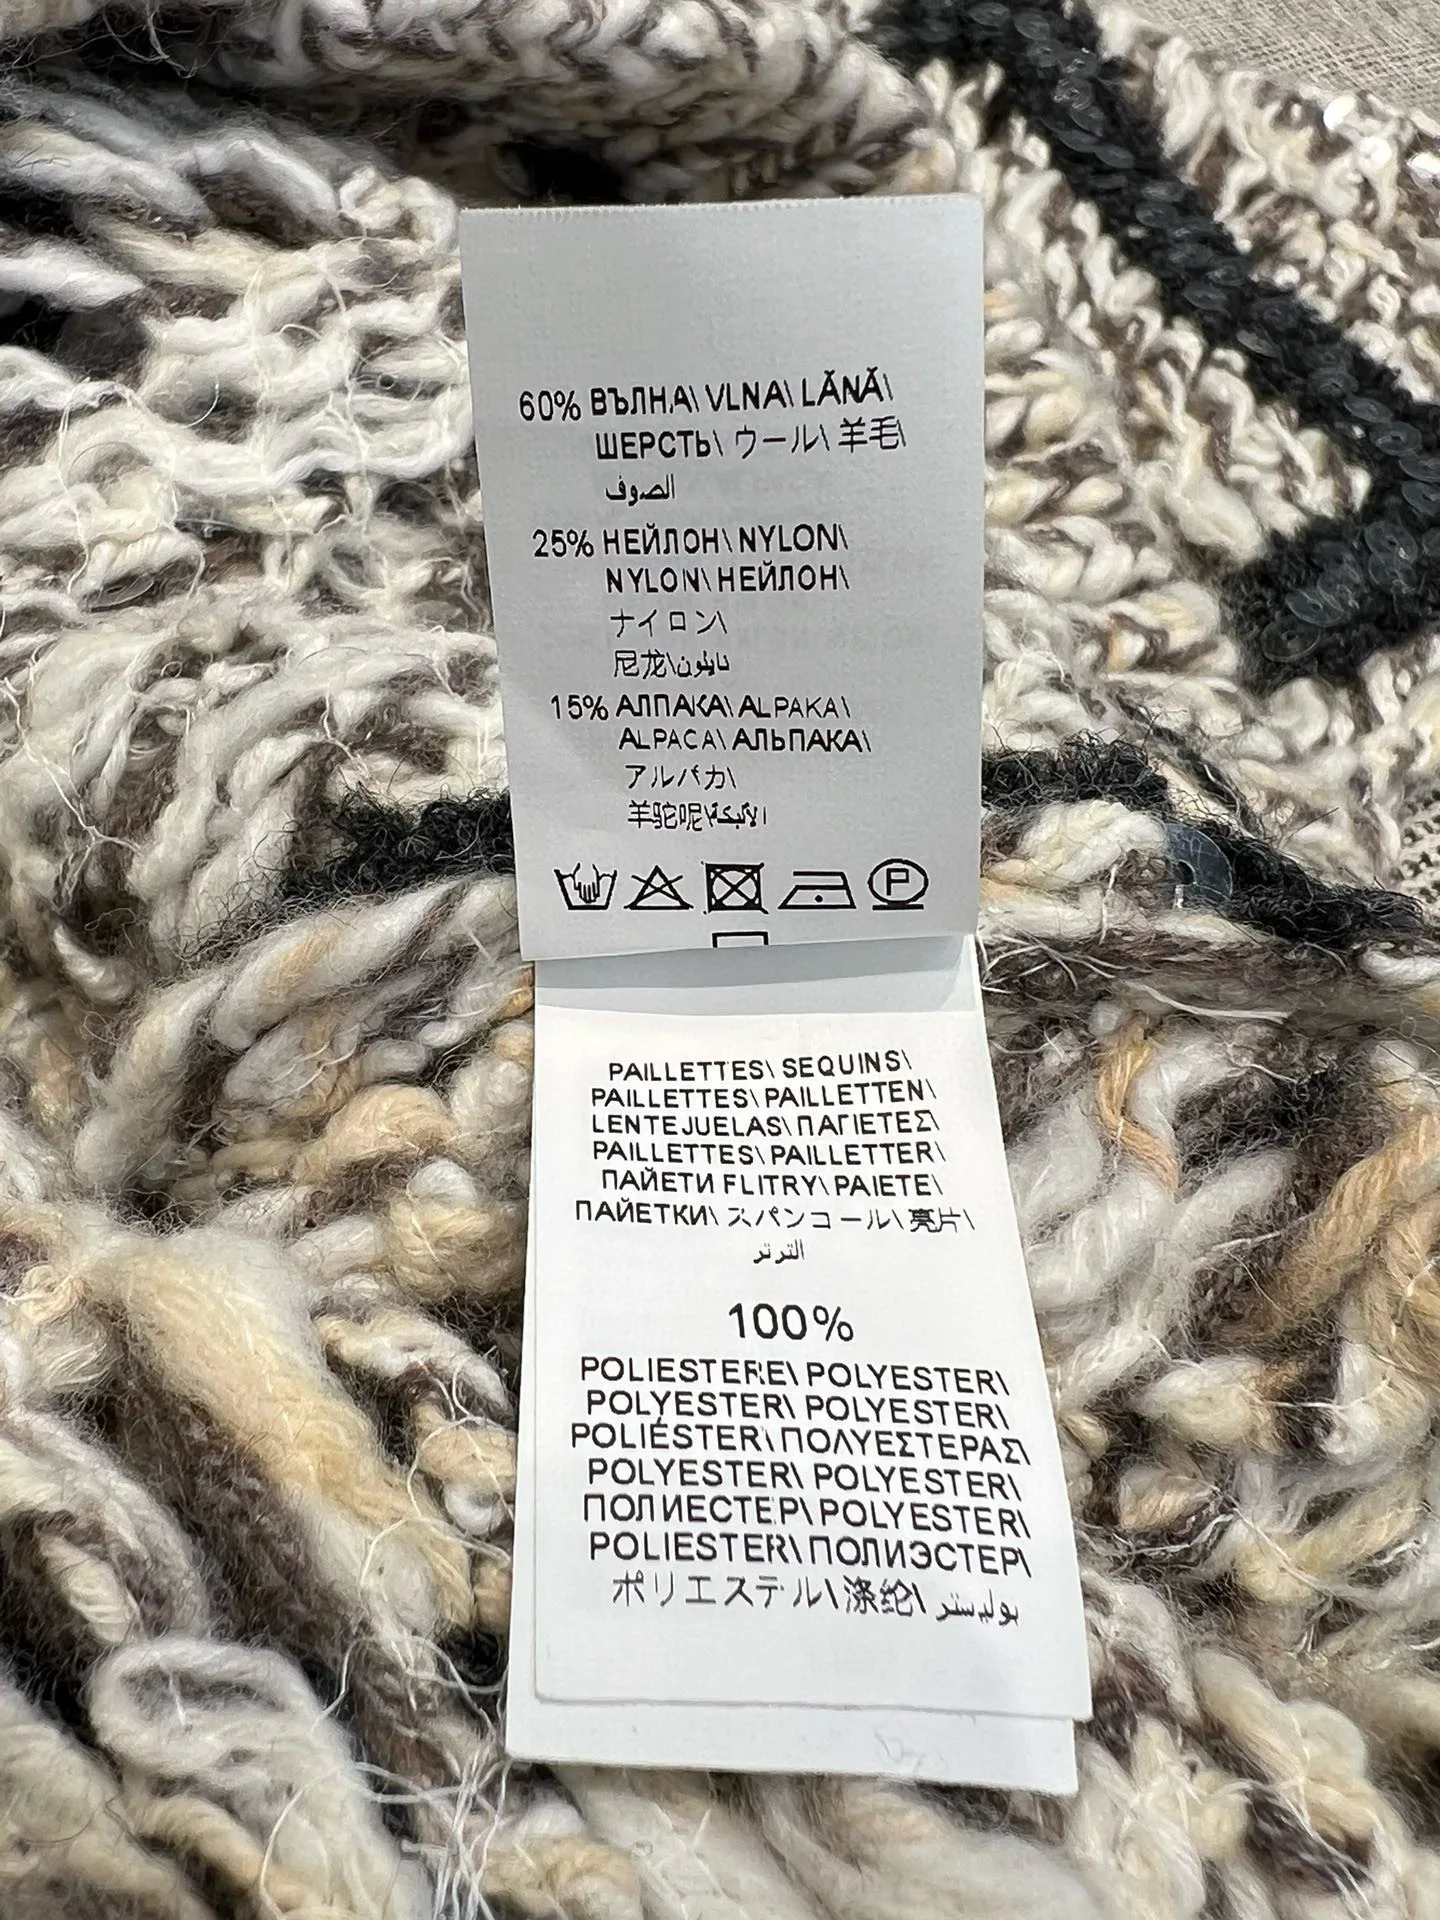 60% ВЪЛНА\ VLNA\ LĂNĂ\
ШЕРСТЬ\ ウール\ 羊毛\
الصوف
25% НЕЙЛОН\ NYLON\
NYLON\ НЕЙЛОН\
ナイロン\
尼龙\نايلون
15% АЛПАКА\ ALPAKA\
ALPACA\ АЛЬПАКА\
アルパカ\
羊驼呢\الألبكة\
P
PAILLETTES\ SEQUINS\
PAILLETTES\ PAILLETTEN\
LENTEJUELAS\ ΠΑΓΙΕΤΕΣ\
PAILLETTES\ PAILLETTER\
ПАЙЕТИ FLITRY\ PAIETE\
ПАЙЕТКИ\ スパンコール\ 亮片\
الترتر
100%
POLIESTERE\ POLYESTER\
POLYESTER\ POLYESTER\
POLIÉSTER\ ΠΟΛΥΕΣΤΕΡΑΣ\
POLYESTER\ POLYESTER\
ПОЛИЕСТЕР\ POLYESTER\
POLIESTER\ ПОЛИЭСТЕР\
ポリエステル\ 涤纶\ بوليستر